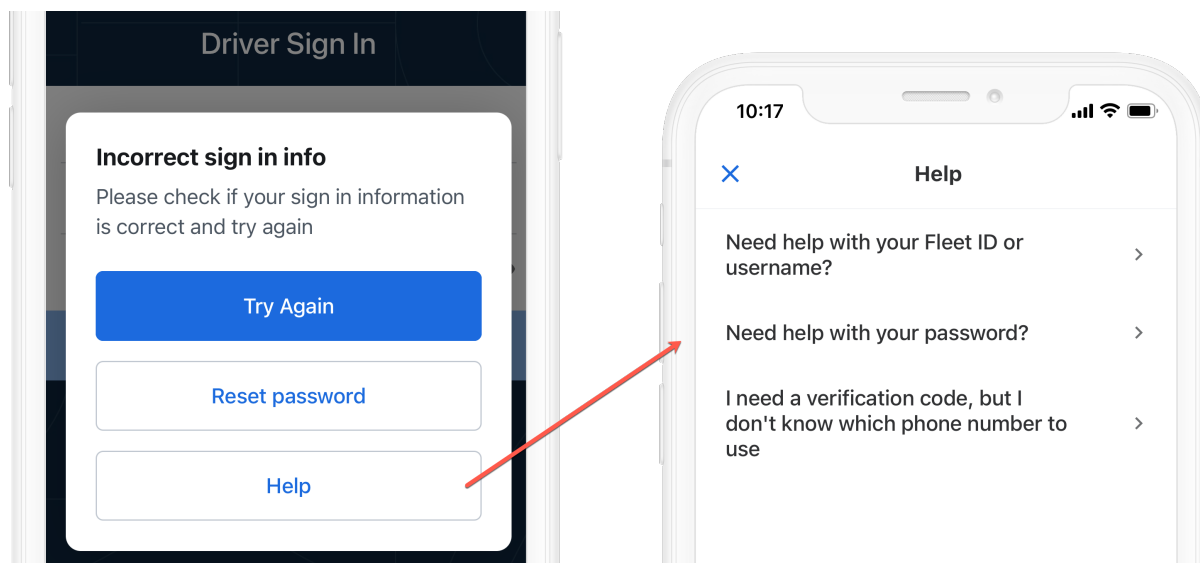 Driver Sign In
Incorrect sign in info
Please check if your sign in information
is correct and try again
Try Again
Reset password
Help
10:17
Help
Need help with your Fleet ID or
username?
Need help with your password?
I need a verification code, but I
don't know which phone number to
use